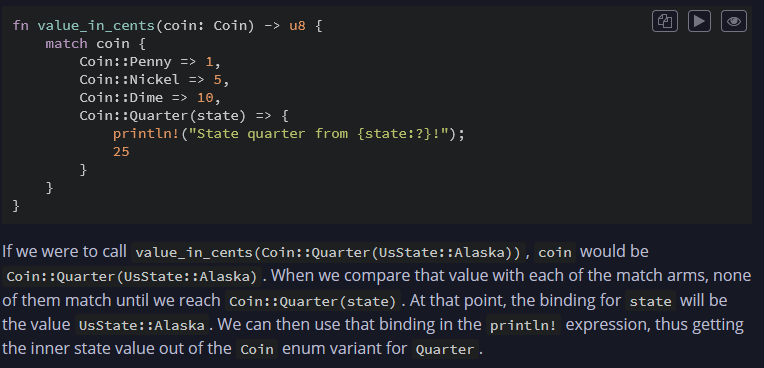 fn value_in_cents(coin: Coin) -> u8 {
    match coin {
        Coin::Penny => 1,
        Coin::Nickel => 5,
        Coin::Dime => 10,
        Coin::Quarter(state) => {
            println!("State quarter from {state:?}!");
            25
        }
    }
}
If we were to call value_in_cents(Coin::Quarter(UsState::Alaska)), coin would be
Coin::Quarter(UsState::Alaska). When we compare that value with each of the match arms, none
of them match until we reach Coin::Quarter(state). At that point, the binding for state will be
the value UsState::Alaska. We can then use that binding in the println! expression, thus getting
the inner state value out of the Coin enum variant for Quarter.